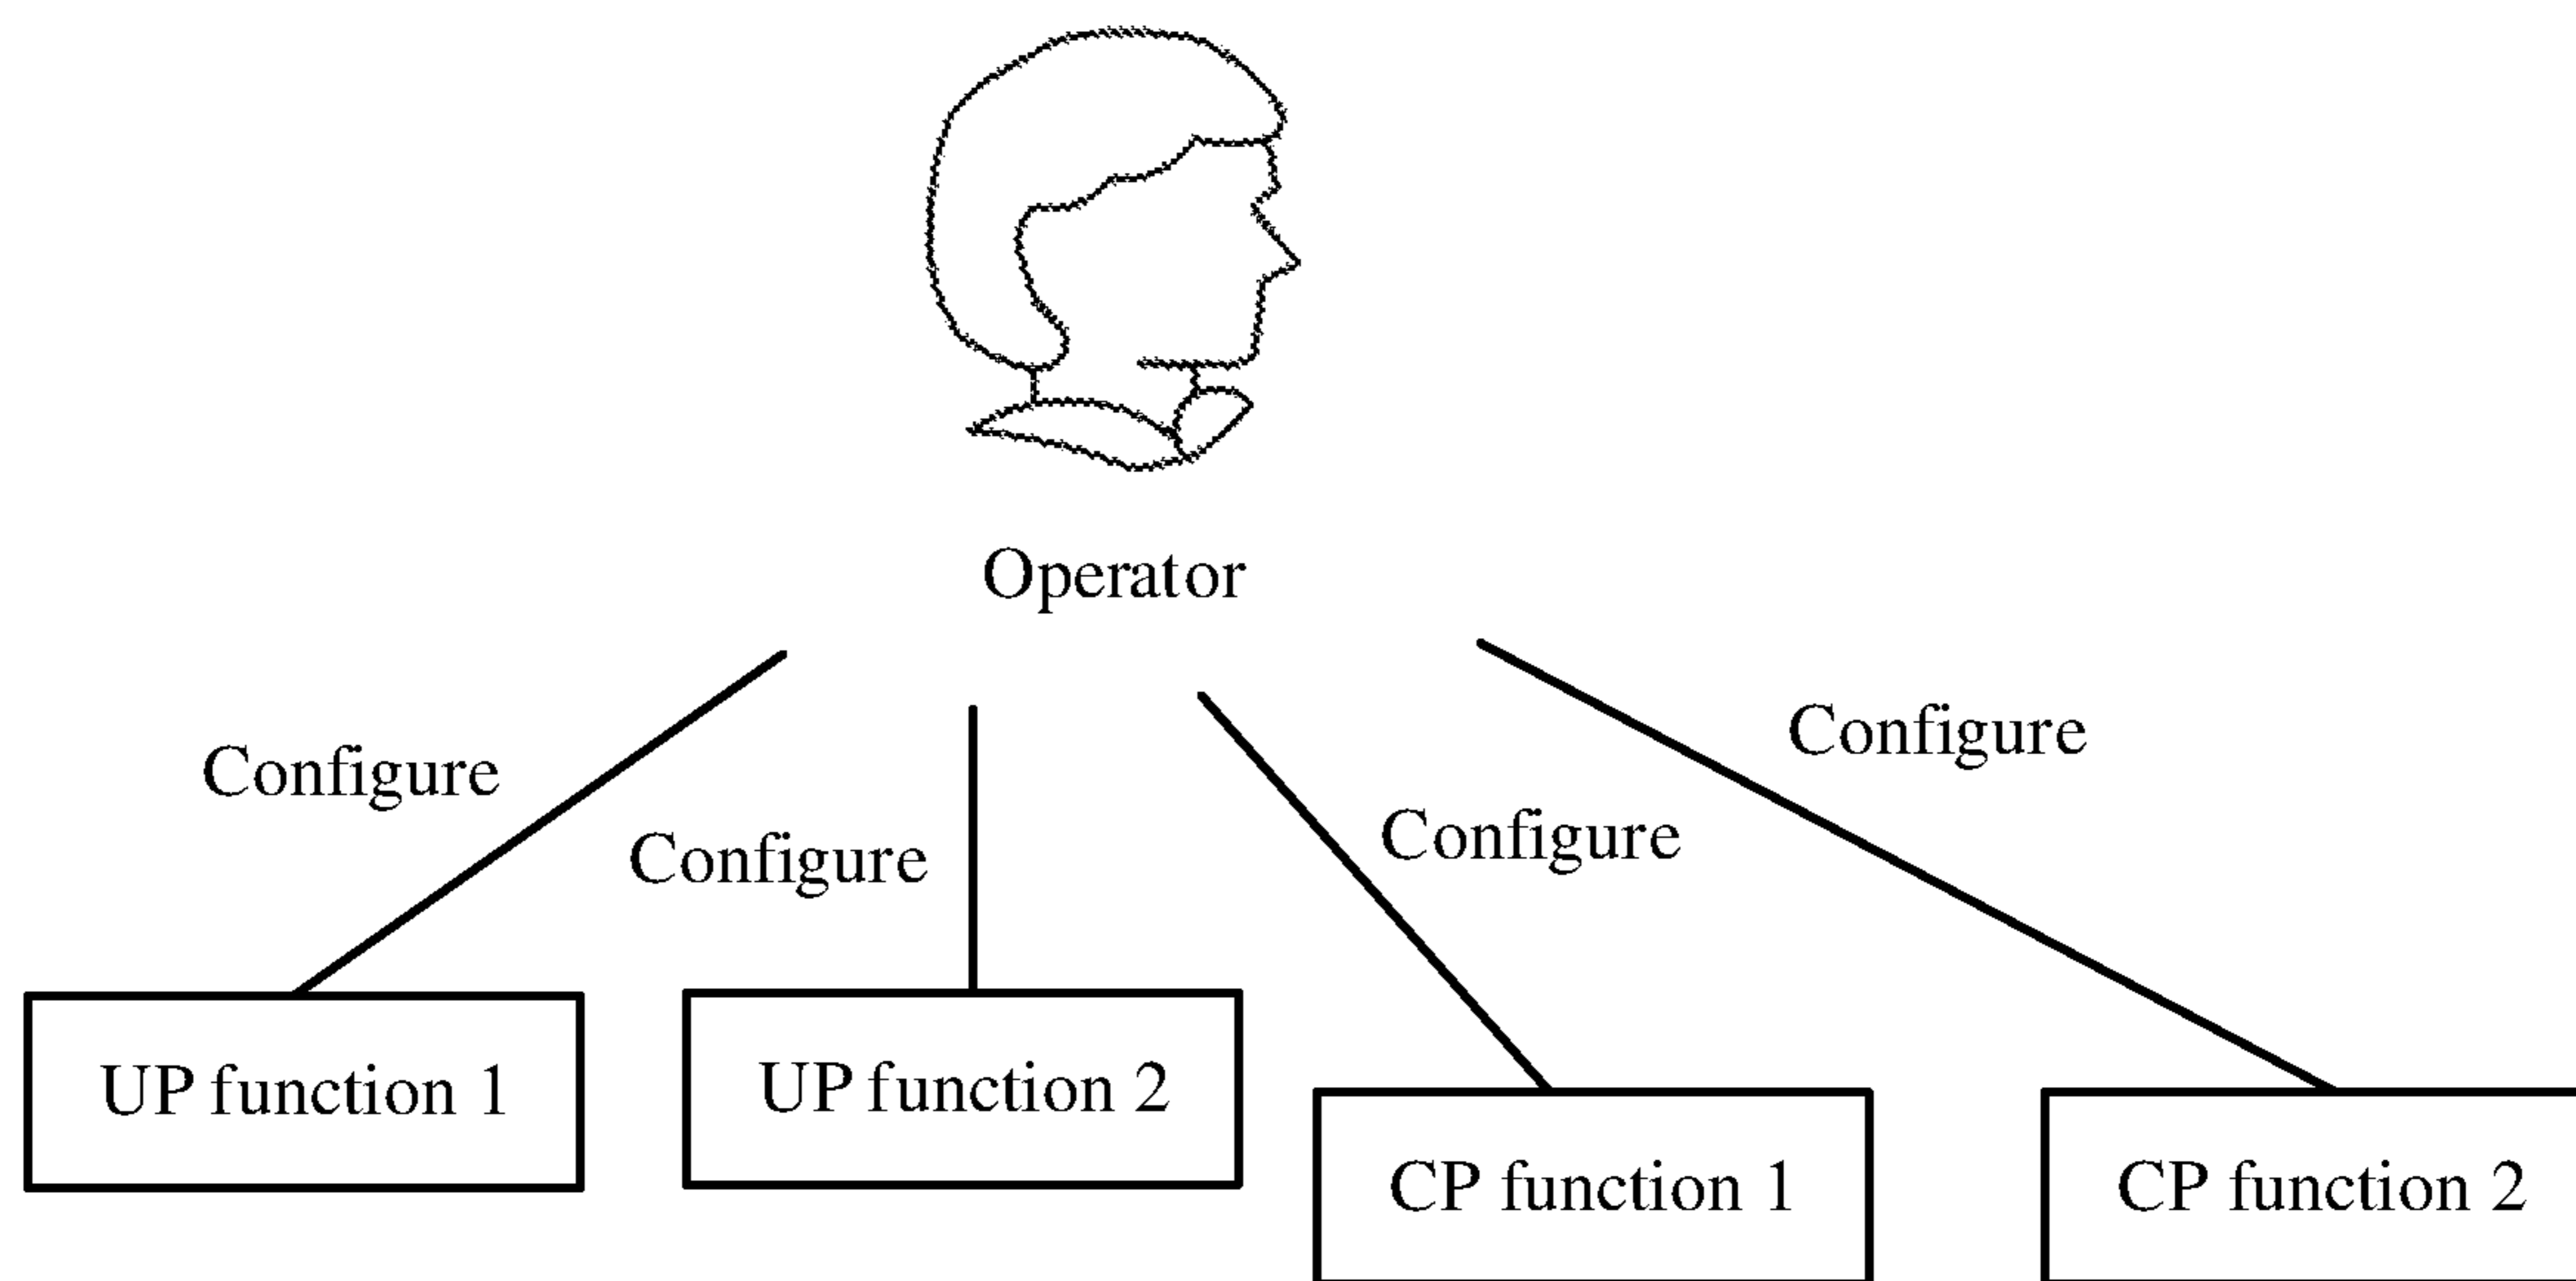 Operator
Configure
Configure
Configure
Configure
UP function 1
UP function 2
CP function 1
CP function 2